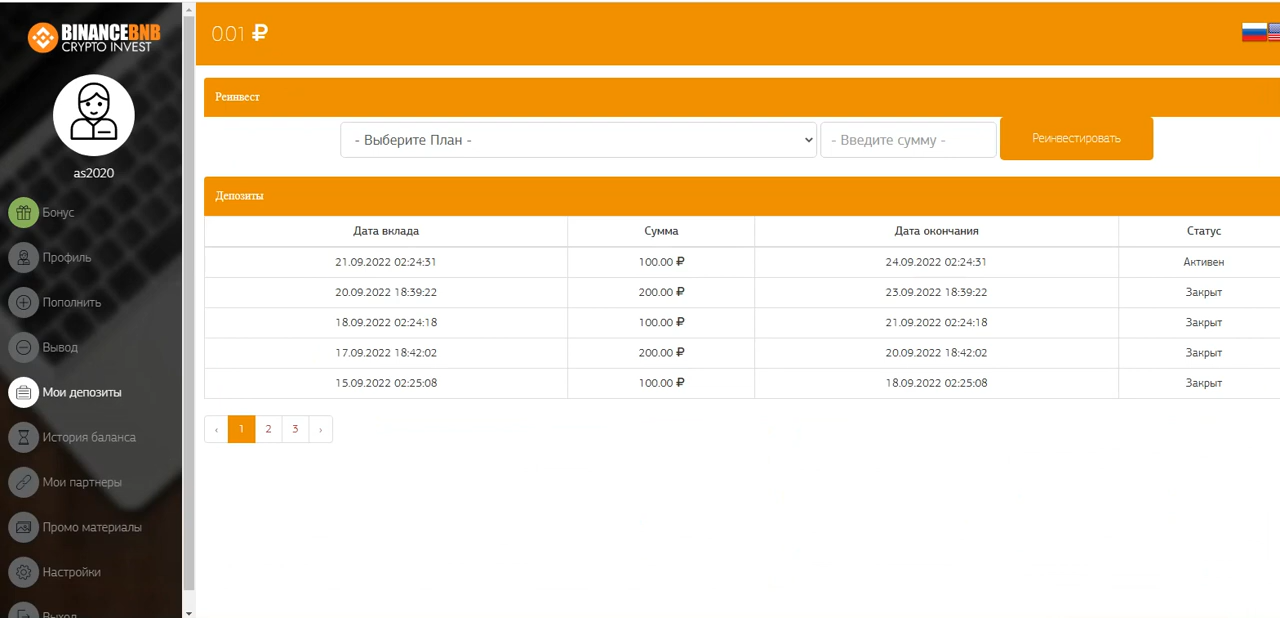 BINANCEBNB
CRYPTO INVEST
as2020
Бонус
Профиль
Пополнить
Вывод
Мои депозиты
История баланса
Мои партнеры
Промо материалы
Настройки
Выход
0.01 ₽
Реинвест
- Выберите План -
- Введите сумму -
Реинвестировать
Депозиты
Дата вклада Сумма Дата окончания Статус
21.09.2022 02:24:31 100.00 ₽ 24.09.2022 02:24:31 Активен
20.09.2022 18:39:22 200.00 ₽ 23.09.2022 18:39:22 Закрыт
18.09.2022 02:24:18 100.00 ₽ 21.09.2022 02:24:18 Закрыт
17.09.2022 18:42:02 200.00 ₽ 20.09.2022 18:42:02 Закрыт
15.09.2022 02:25:08 100.00 ₽ 18.09.2022 02:25:08 Закрыт
‹ 1 2 3 ›